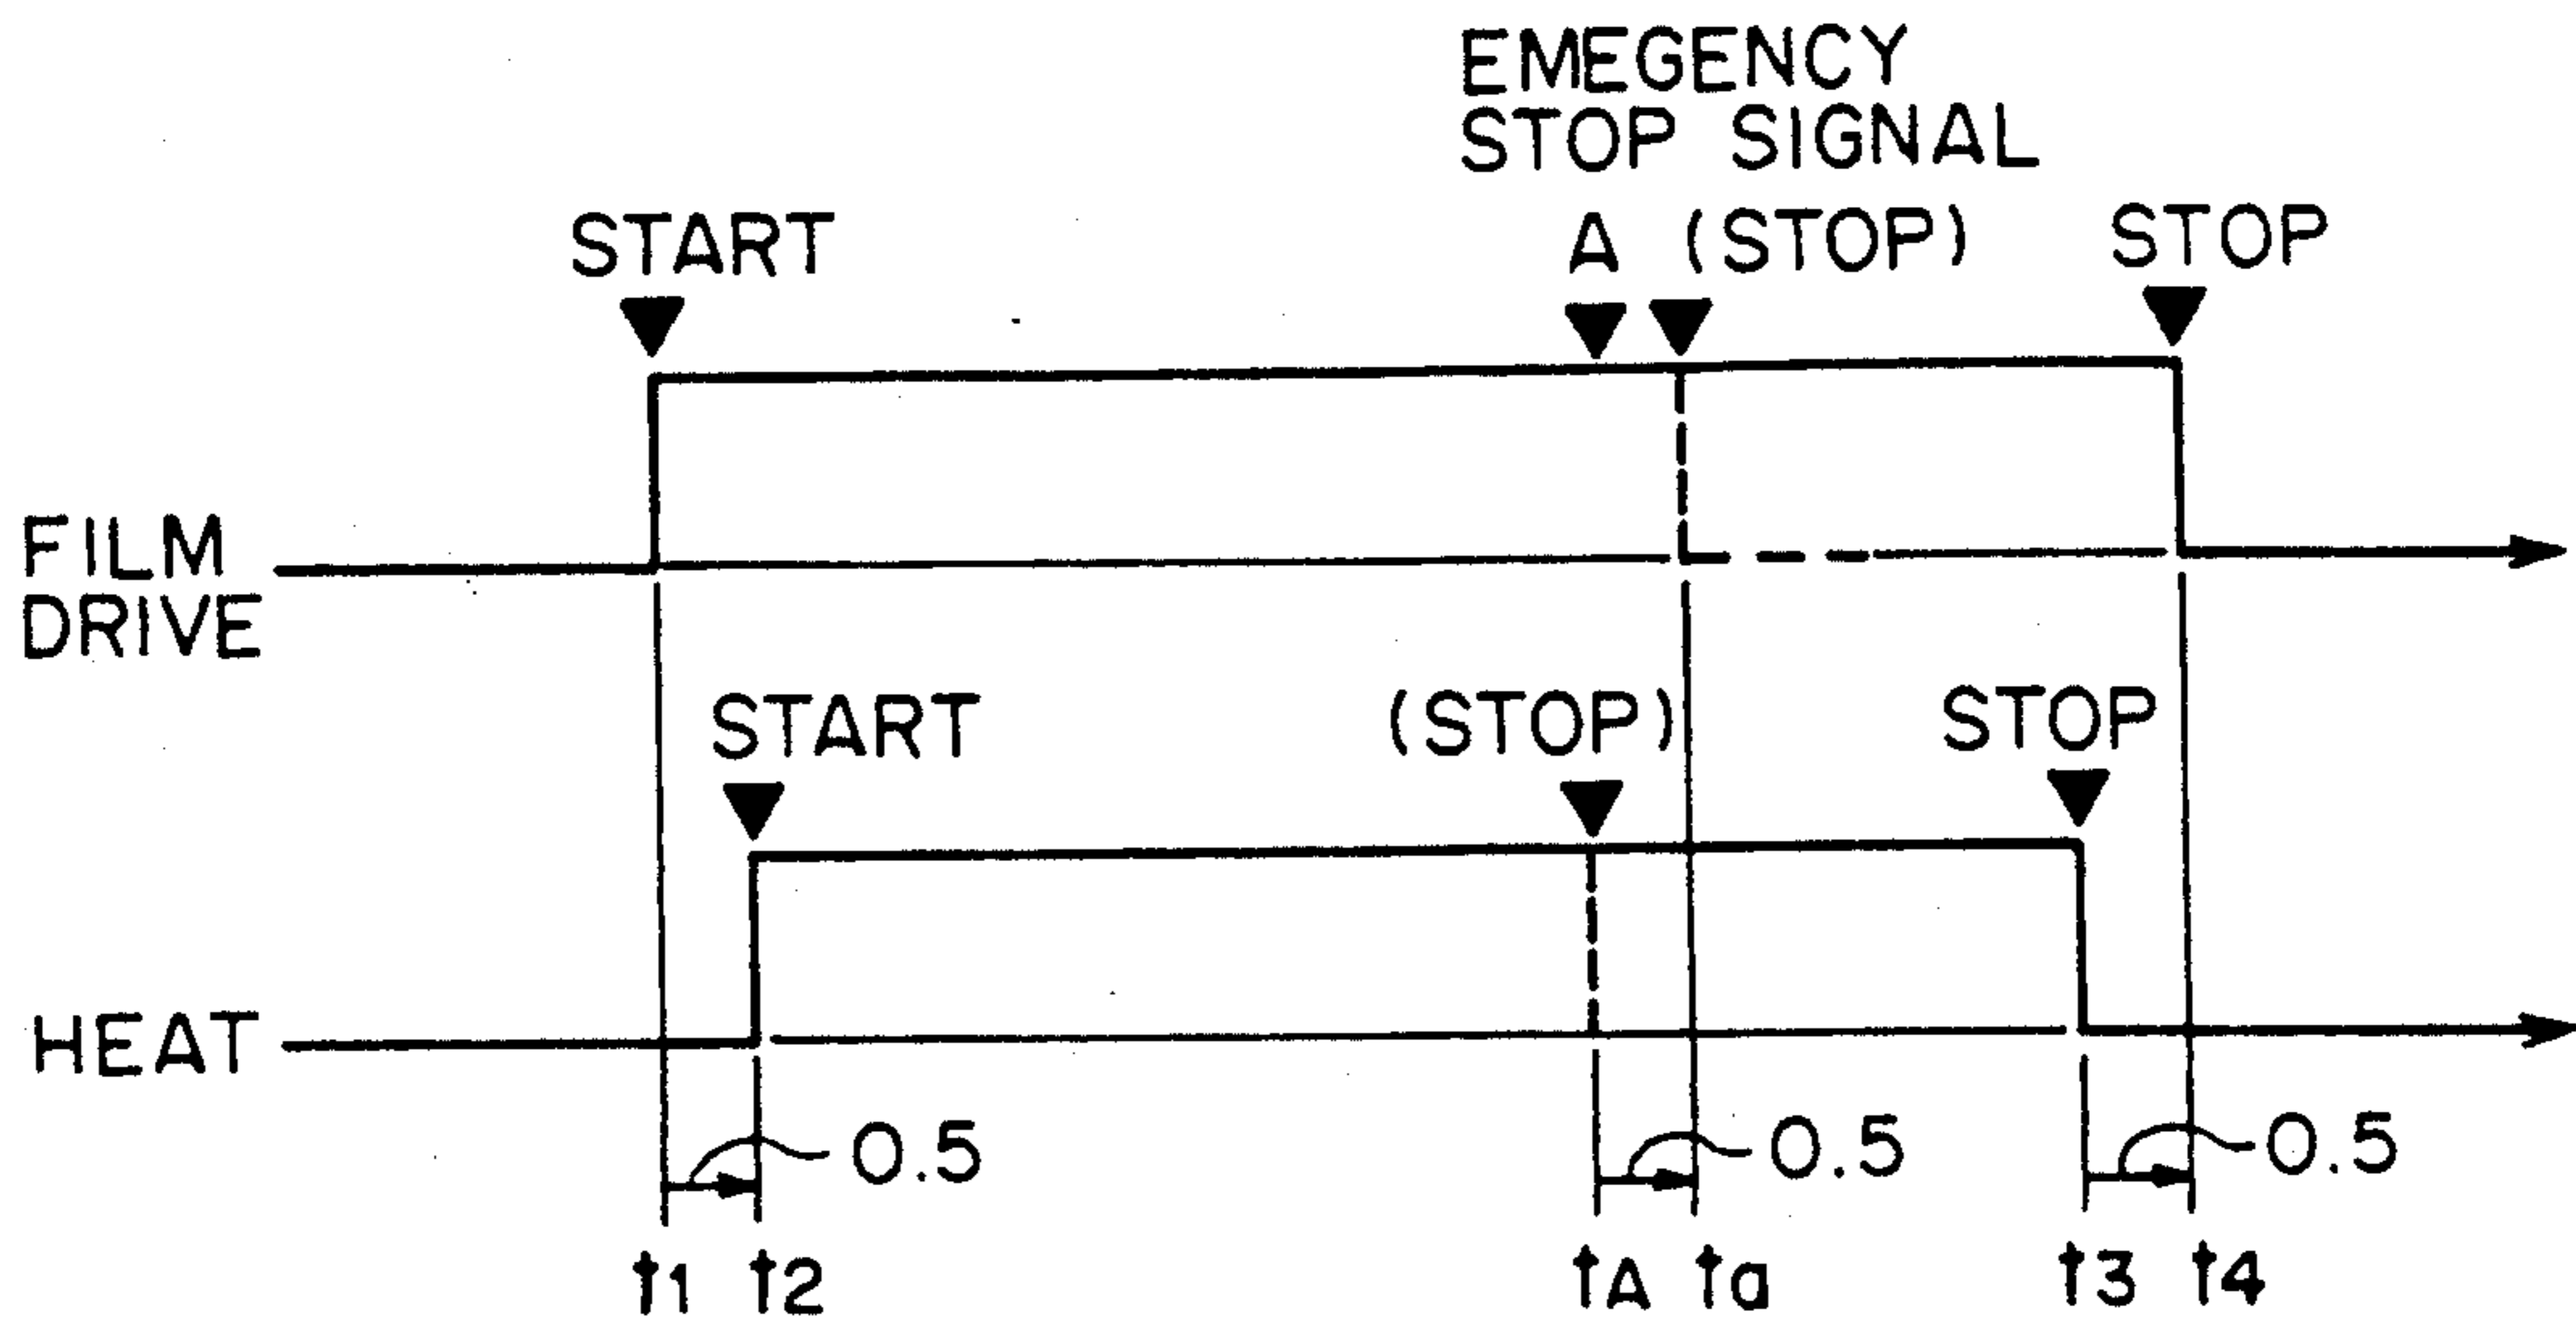 EMEGENCY
STOP SIGNAL
START
A (STOP)
STOP
FILM
DRIVE
START
(STOP)
STOP
HEAT
0.5
0.5
0.5
t1 t2
tA ta
t3 t4